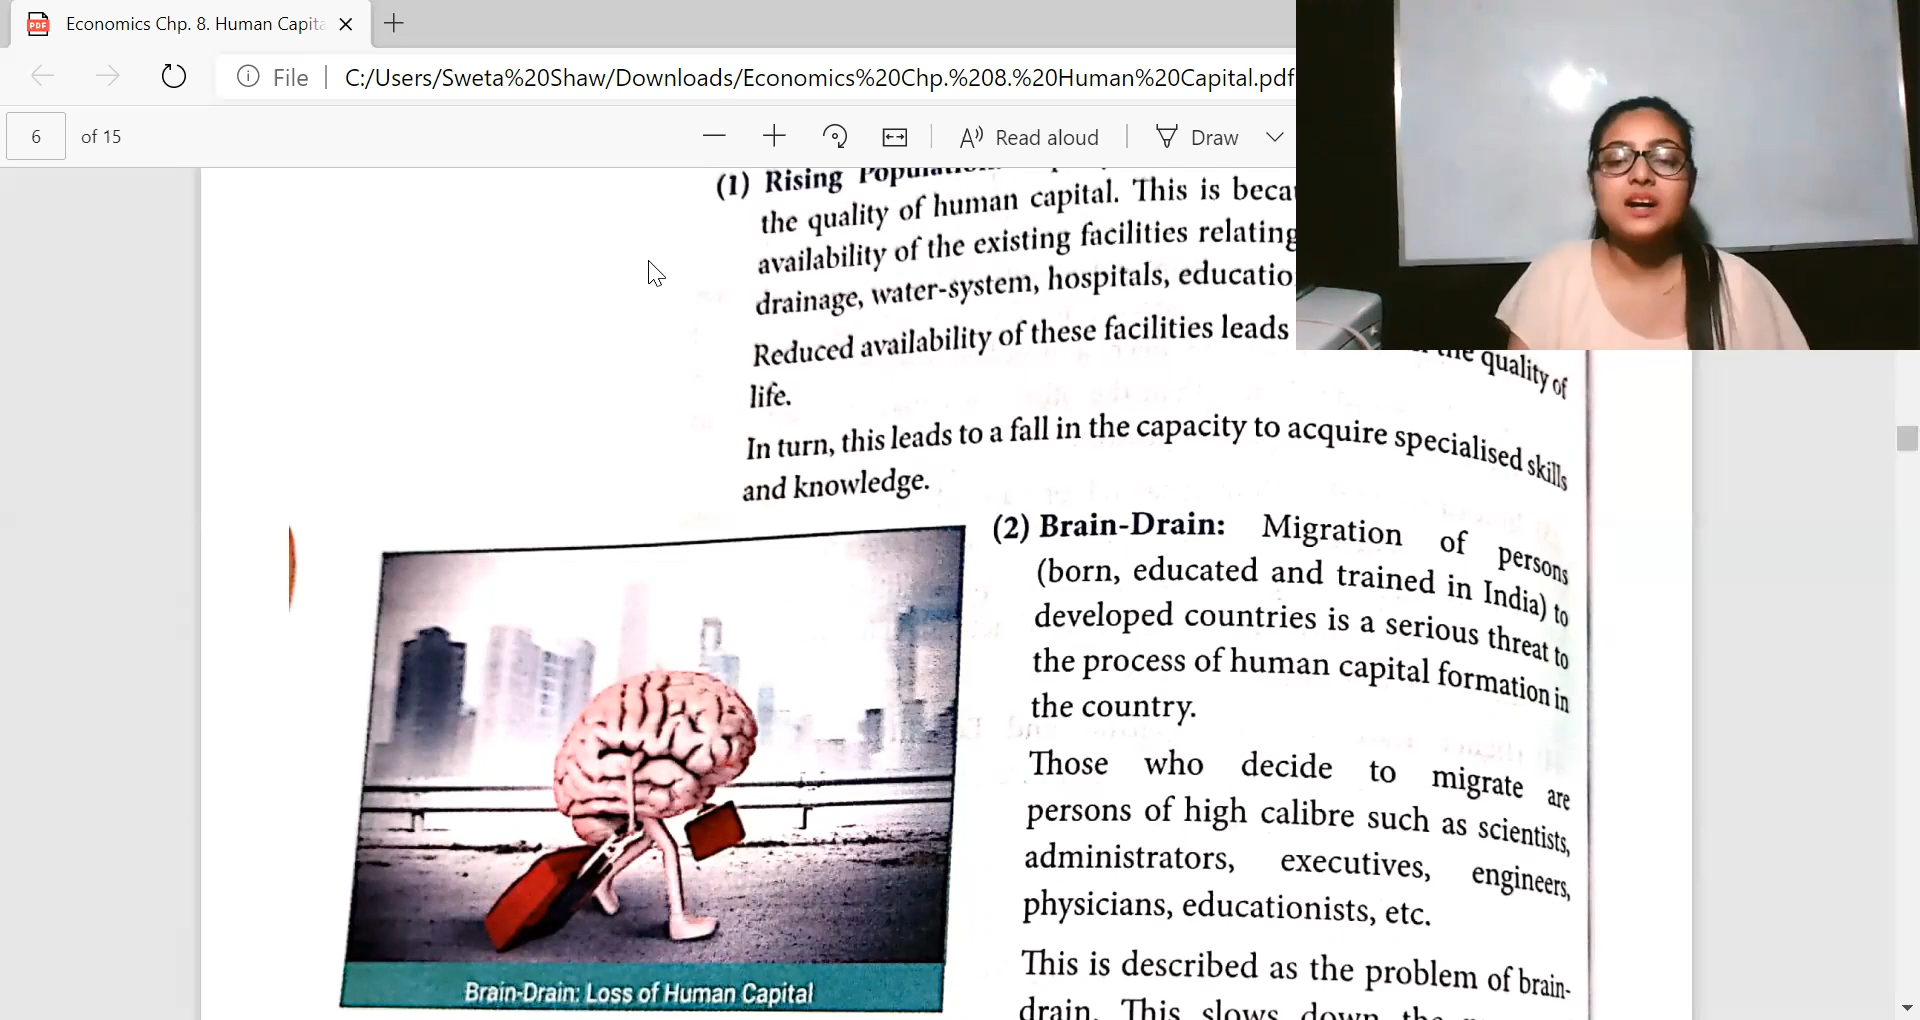 Economics Chp. 8. Human Capita
File
C:/Users/Sweta%20Shaw/Downloads/Economics%20Chp.%208.%20Human%20Capital.pdf
6 of 15
Read aloud
Draw
(1) Rising
the quality of human capital. This is beca
availability of the existing facilities relating
drainage, water-system, hospitals, educatio
Reduced availability of these facilities leads
the quality of
life.
In turn, this leads to a fall in the capacity to acquire specialised skills
and knowledge.
(2) Brain-Drain: Migration of persons
(born, educated and trained in India) to
developed countries is a serious threat to
the process of human capital formation in
the country.
Those who decide to migrate are
persons of high calibre such as scientists,
administrators, executives, engineers,
physicians, educationists, etc.
This is described as the problem of brain-
drain. This slows down the
Brain-Drain: Loss of Human Capital